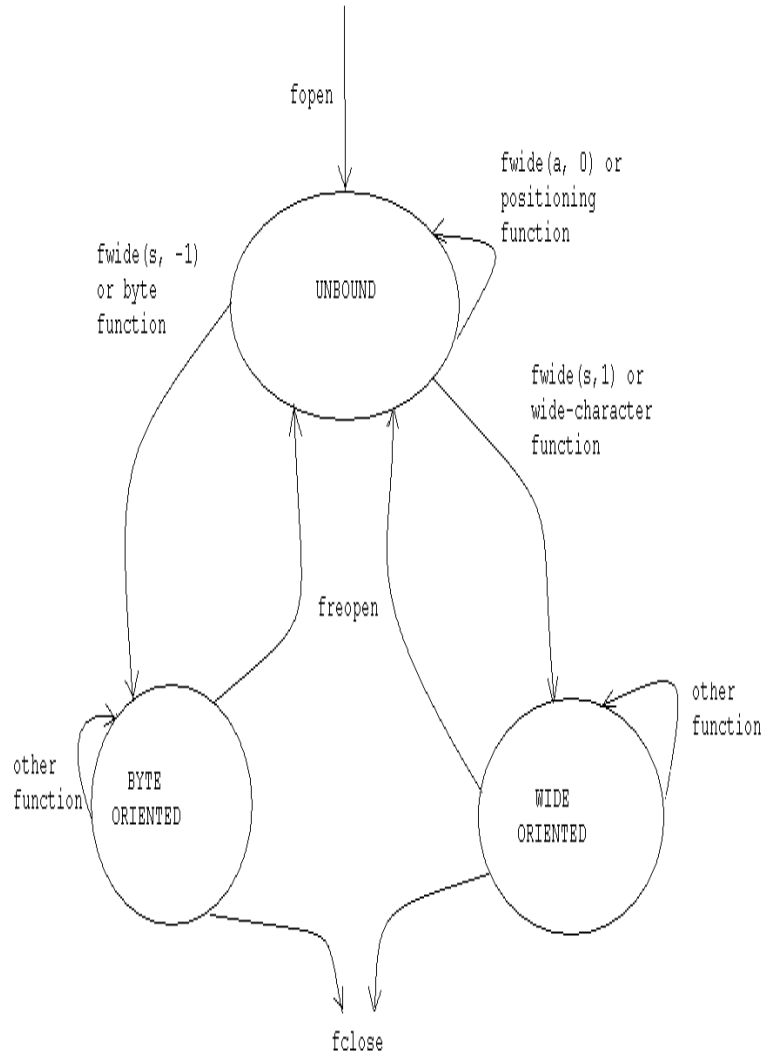 fopen
fwide(a, 0) or
positioning
function
UNBOUND
fwide(s, -1)
or byte
function
fwide(s,1) or
wide-character
function
freopen
other
function
BYTE
ORIENTED
WIDE
ORIENTED
other
function
fclose